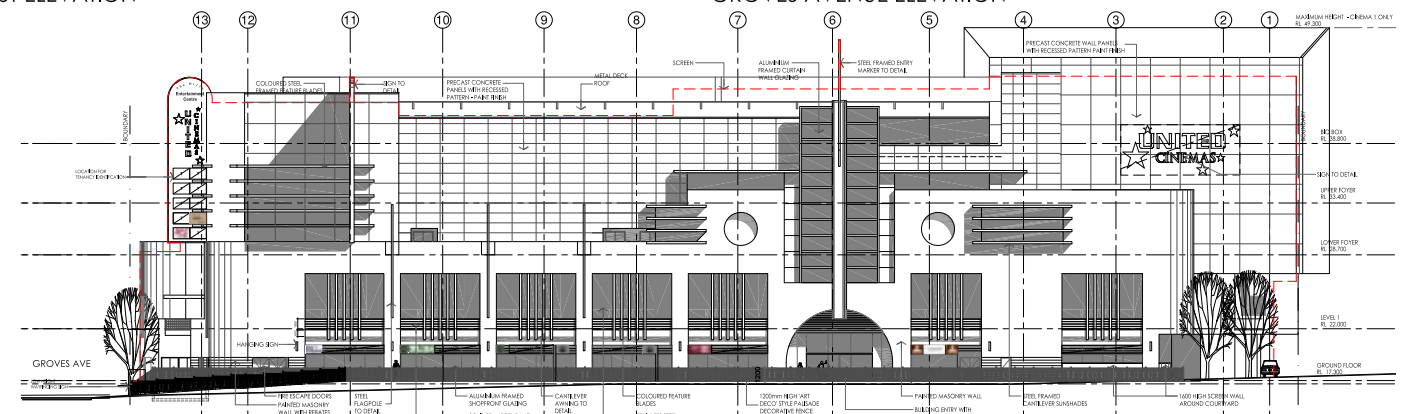 GROVES AVENUE ELEVATION
13
12
11
10
9
8
7
6
5
4
3
2
1
MAXIMUM HEIGHT - CINEMA 1 ONLY
RL 49.300
PRECAST CONCRETE WALL PANELS
WITH RECESSED PATTERN PAINT FINISH
SCREEN
ALUMINIUM
FRAMED CURTAIN
WALL GLAZING
STEEL FRAMED ENTRY
MARKER TO DETAIL
METAL DECK
ROOF
COLOURED STEEL
FRAMED FEATURE BLADES
SIGN TO
DETAIL
PRECAST CONCRETE
PANELS WITH RECESSED
PATTERN - PAINT FINISH
Entertainment
Centre
UNITED
CINEMAS
BOUNDARY
BOUNDARY
UNITED
CINEMAS
BIO BOX
RL 38.800
LOCATION FOR
TENANCY IDENTIFICATION
SIGN TO DETAIL
UPPER FOYER
RL 33.400
LOWER FOYER
RL 28.700
LEVEL 1
RL 22.000
HANGING SIGN
GROVES AVE
GROUND FLOOR
RL 17.300
1200
FIRE ESCAPE DOORS
PAINTED MASONRY
WALL WITH REBATES
STEEL
FLAGPOLE
TO DETAIL
ALUMINIUM FRAMED
SHOPFRONT GLAZING
CANTILEVER
AWNING TO
DETAIL
COLOURED FEATURE
BLADES
1200mm HIGH 'ART
DECO' STYLE PALISADE
DECORATIVE FENCE
PAINTED MASONRY WALL
BUILDING ENTRY WITH
STEEL FRAMED
CANTILEVER SUNSHADES
1600 HIGH SCREEN WALL
AROUND COURTYARD